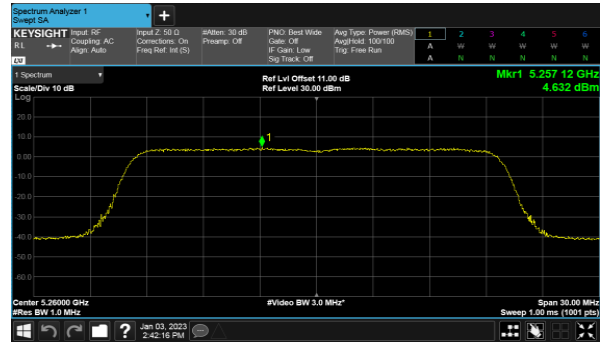 Spectrum Analyzer 1
Swept SA
+
KEYSIGHT Input: RF Input Z: 50 Ω #Atten: 30 dB PNO: Best Wide Avg Type: Power (RMS) 1 2 3 4 5 6
RL Coupling: AC Corrections: On Preamp: Off Gate: Off Avg|Hold: 100/100 A W W W W W
Align: Auto Freq Ref: Int (S) IF Gain: Low Trig: Free Run
LXI Sig Track: Off A N N N N N
1 Spectrum
Ref Lvl Offset 11.00 dB Mkr1 5.257 12 GHz
Scale/Div 10 dB Ref Level 30.00 dBm 4.632 dBm
Log
20.0
1
10.0
0.00
-10.0
-20.0
-30.0
-40.0
-50.0
-60.0
Center 5.26000 GHz #Video BW 3.0 MHz* Span 30.00 MHz
#Res BW 1.0 MHz Sweep 1.00 ms (1001 pts)
? Jan 03, 2023
2:42:16 PM